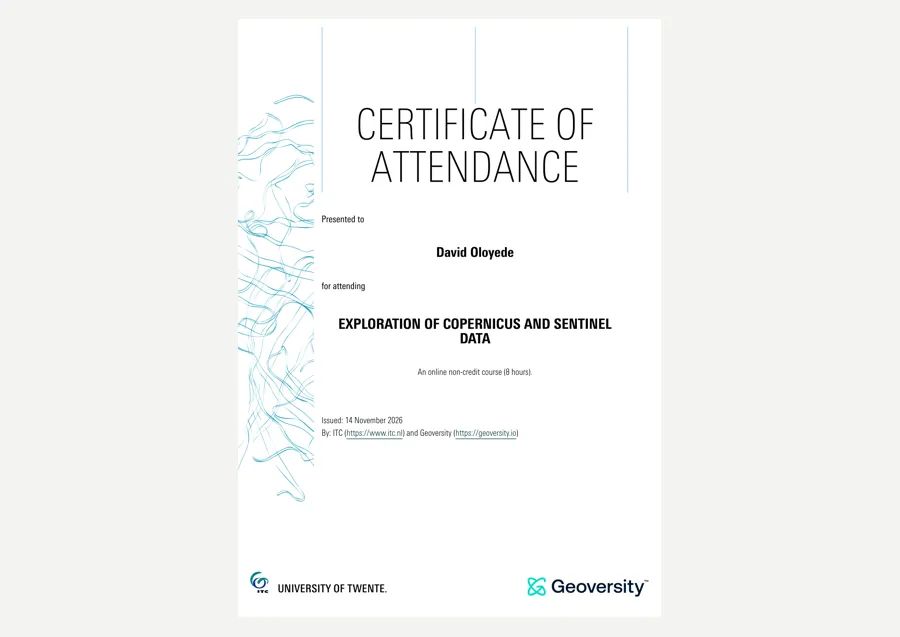 CERTIFICATE OF
ATTENDANCE
Presented to
David Oloyede
for attending
EXPLORATION OF COPERNICUS AND SENTINEL
DATA
An online non-credit course (8 hours).
Issued: 14 November 2026
By: ITC (https://www.itc.nl) and Geoversity (https://geoversity.io)
ITC
UNIVERSITY OF TWENTE.
Geoversity™